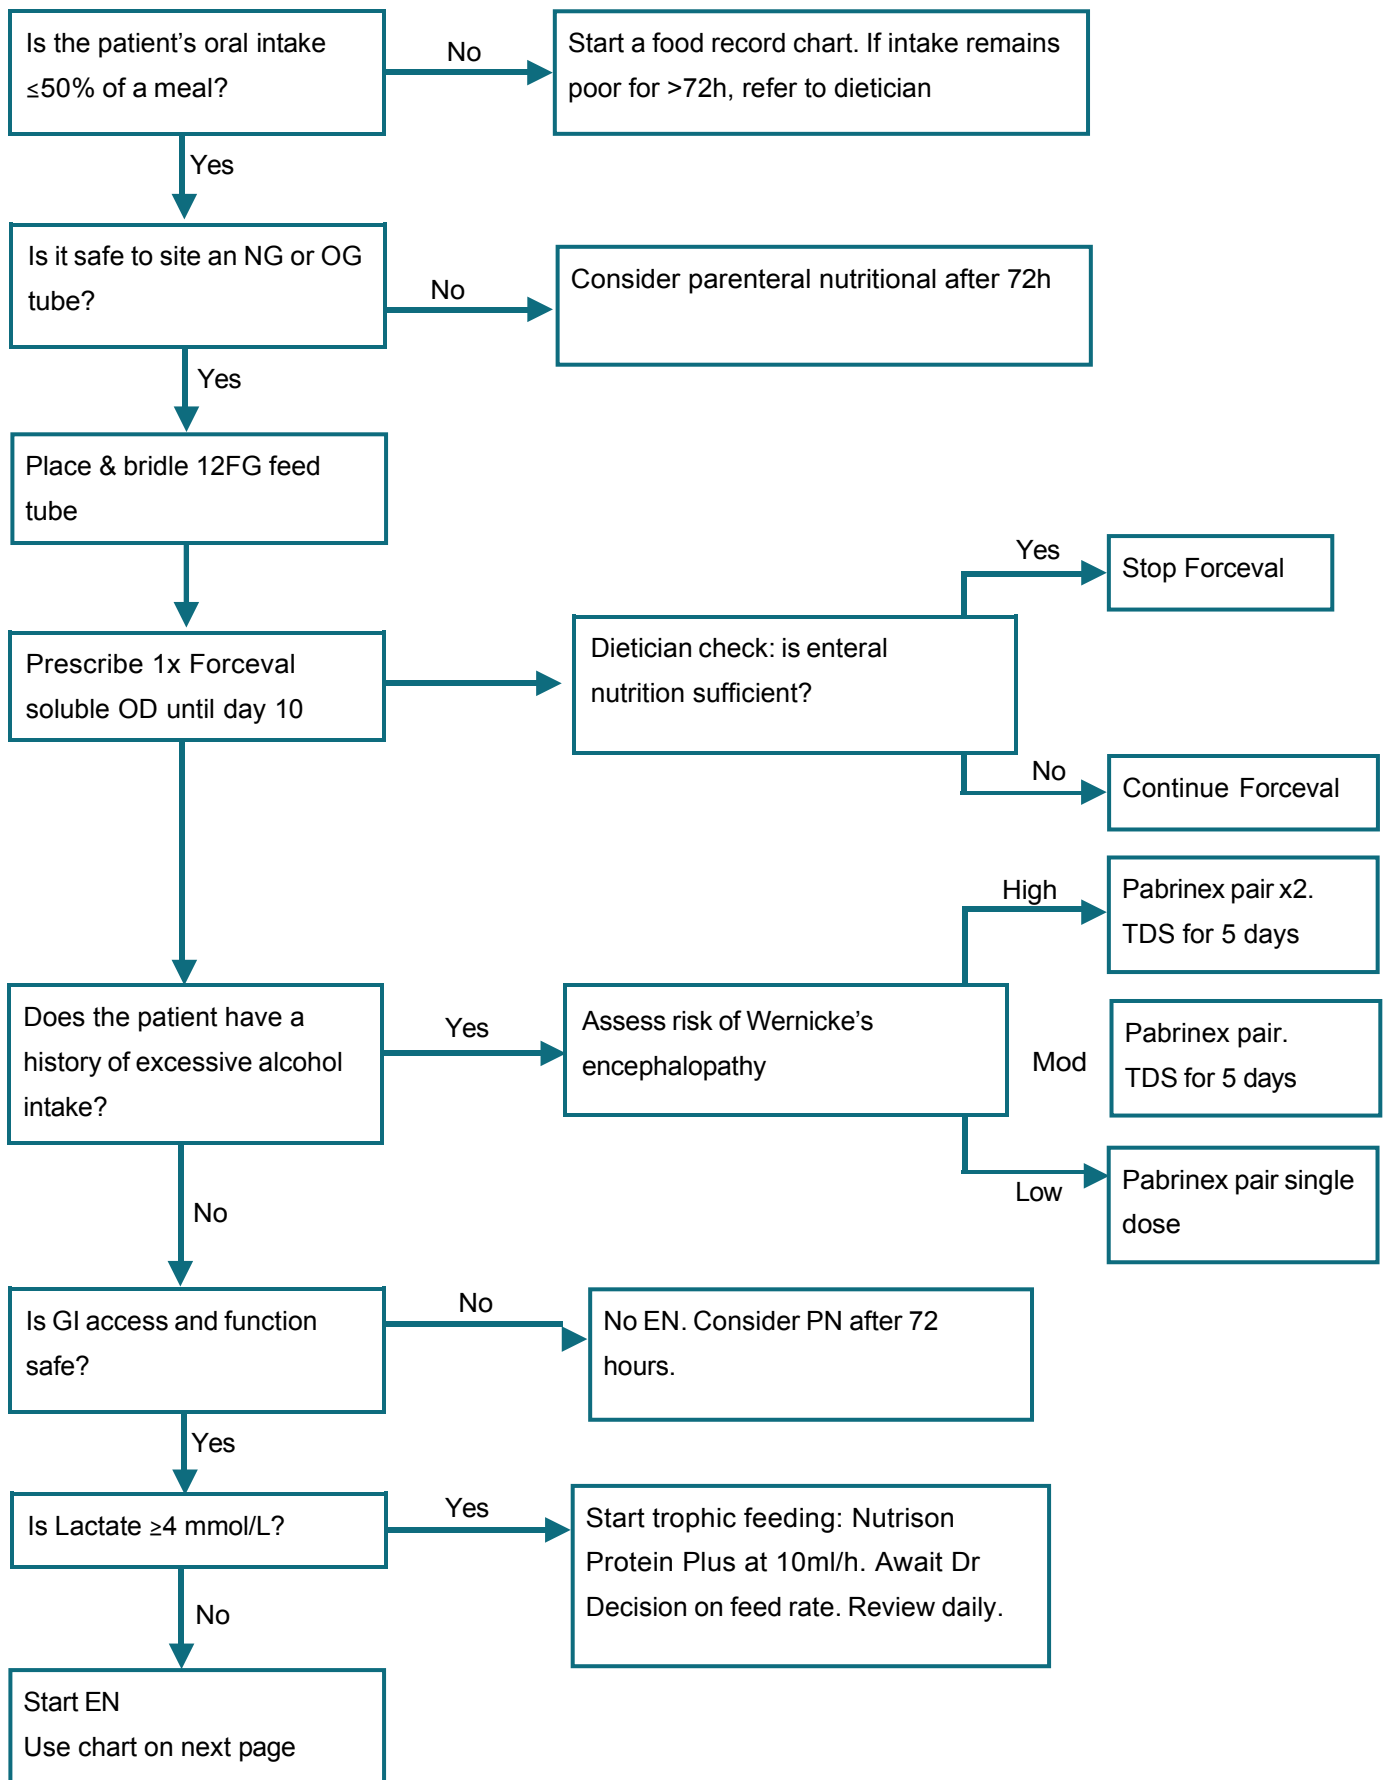 Is the patient’s oral intake
≤50% of a meal?
No
Start a food record chart. If intake remains
poor for >72h, refer to dietician
Yes
Is it safe to site an NG or OG
tube?
No
Consider parenteral nutritional after 72h
Yes
Place & bridle 12FG feed
tube
Prescribe 1x Forceval
soluble OD until day 10
Dietician check: is enteral
nutrition sufficient?
Yes
Stop Forceval
No
Continue Forceval
Does the patient have a
history of excessive alcohol
intake?
Yes
Assess risk of Wernicke’s
encephalopathy
High
Pabrinex pair x2.
TDS for 5 days
Mod
Pabrinex pair.
TDS for 5 days
Low
Pabrinex pair single
dose
No
Is GI access and function
safe?
No
No EN. Consider PN after 72
hours.
Yes
Is Lactate ≥4 mmol/L?
Yes
Start trophic feeding: Nutrison
Protein Plus at 10ml/h. Await Dr
Decision on feed rate. Review daily.
No
Start EN
Use chart on next page